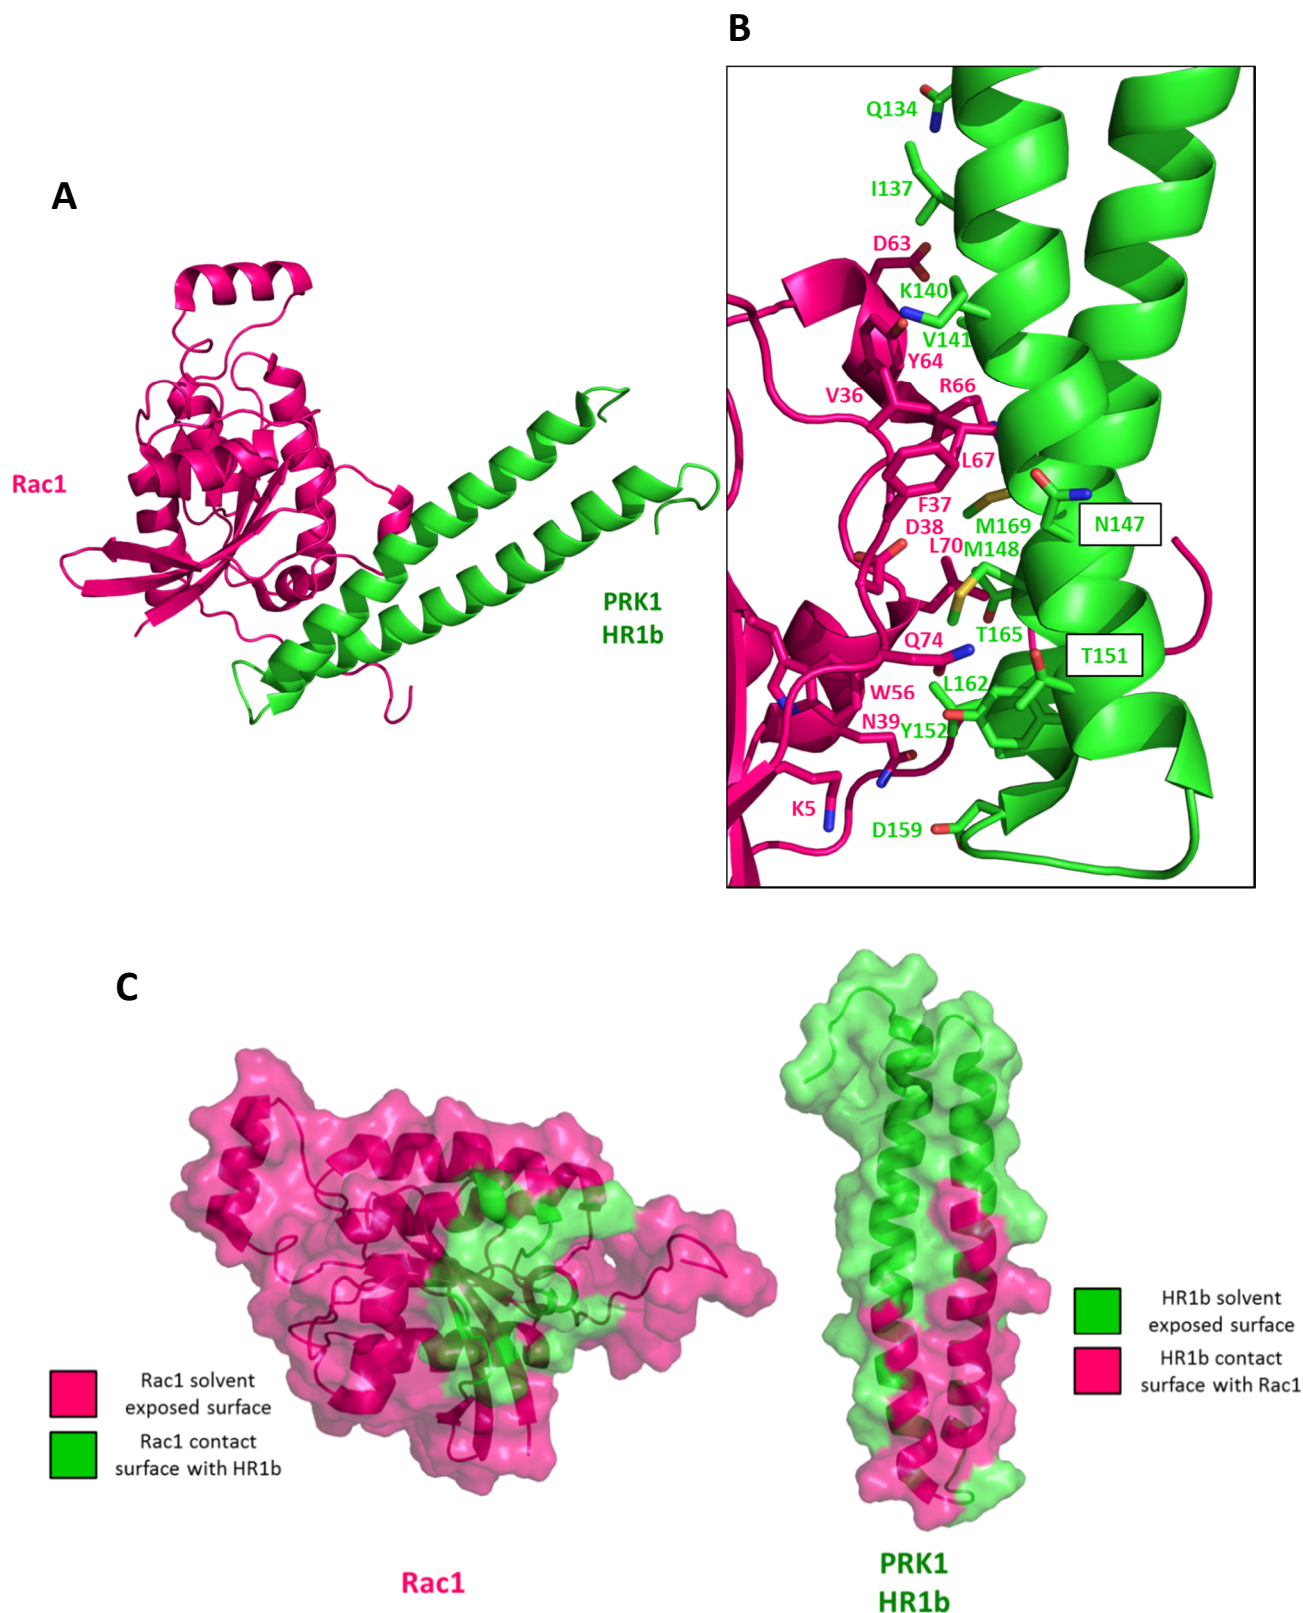 B
A
Rac1
PRK1
HR1b
Q134
I137
D63
K140
V141
Y64
V36
R66
L67
F37
M169
N147
D38
L70
M148
T165
Q74
T151
L162
W56
N39
Y152
K5
D159
C
Rac1 solvent
exposed surface
Rac1 contact
surface with HR1b
HR1b solvent
exposed surface
HR1b contact
surface with Rac1
Rac1
PRK1
HR1b